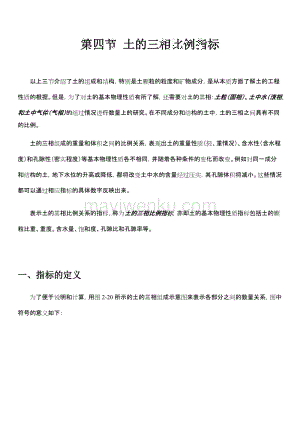 第四节 土的三相比例指标
以上三节介绍了土的组成和结构，特别是土颗粒的粒度和矿物成分，是从本质方面了解土的工程
性质的根据。但是，为了对土的基本物理性质有所了解，还需要对土的三相：土粒（固相）、土中水（液相）
和土中气体（气相）的组成情况进行数量上的研究。在不同成分和结构的土中，土的三相之间具有不同
的比例。
土的三相组成的重量和体积之间的比例关系，表现出土的重量性质（轻、重情况）、含水性（含水程
度）和孔隙性（密实程度）等基本物理性质各不相同，并随着各种条件的变化而改变。例如对同一成分
和结构的土，地下水位的升高或降低，都将改变土中水的含量；经过压实，其孔隙体积将减小。这些情况
都可以通过相应指标的具体数字反映出来。
表示土的三相比例关系的指标，称为土的三相比例指标，亦即土的基本物理性质指标包括土的颗
粒比重、重度、含水量、饱和度、孔隙比和孔隙率等。
mayiwenku.com
一、指标的定义
为了便于说明和计算，用图 2-20 所示的土的三相组成示意图来表示各部分之间的数量关系，图中
符号的意义如下：